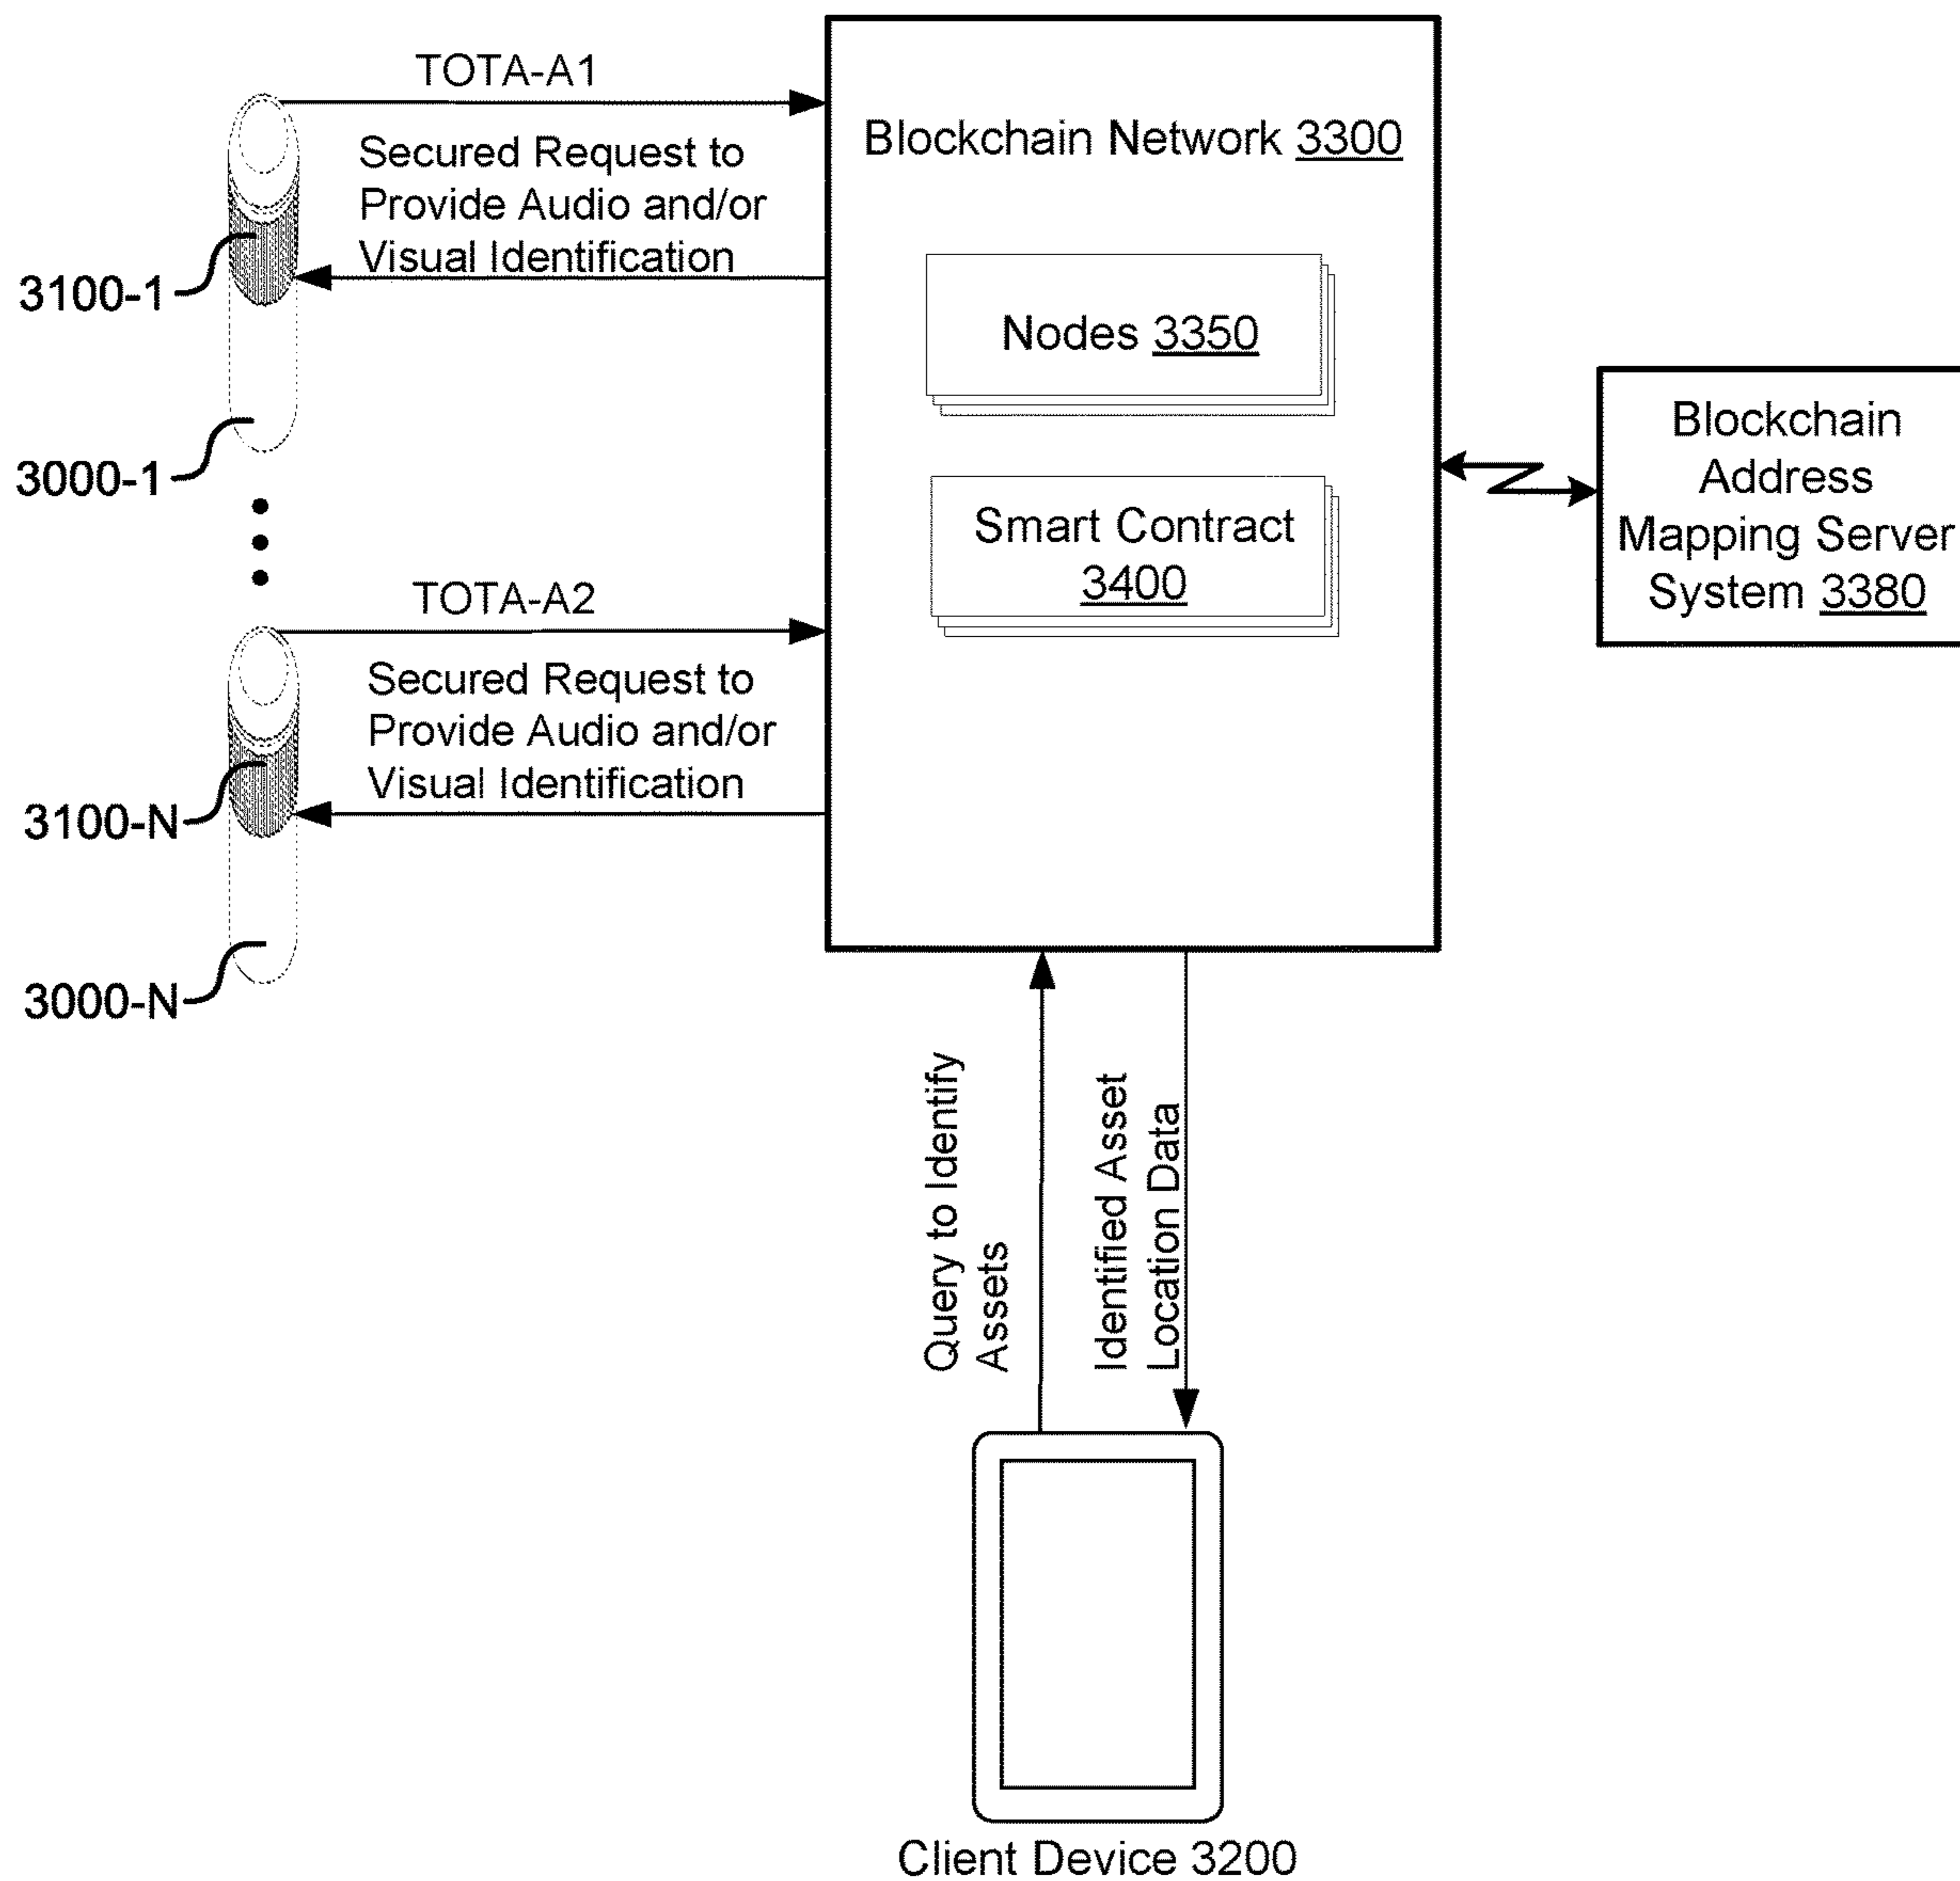 TOTA-A1
Secured Request to
Provide Audio and/or
Visual Identification
3100-1
3000-1
TOTA-A2
Secured Request to
Provide Audio and/or
Visual Identification
3100-N
3000-N
Blockchain Network 3300
Nodes 3350
Smart Contract
3400
Blockchain
Address
Mapping Server
System 3380
Query to Identify
Assets
Identified Asset
Location Data
Client Device 3200